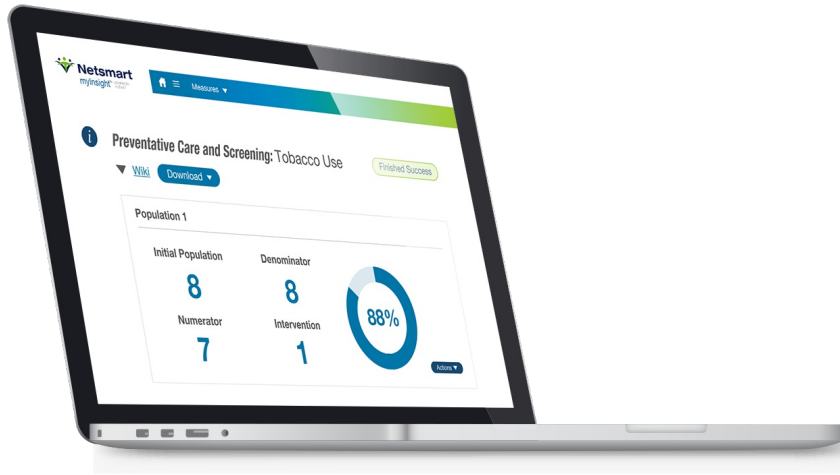 Netsmart
myInsight
Measures
Preventative Care and Screening: Tobacco Use
Finished Success
Wiki
Download
Population 1
Initial Population
Denominator
8
8
88%
Numerator
Intervention
7
1
Actions